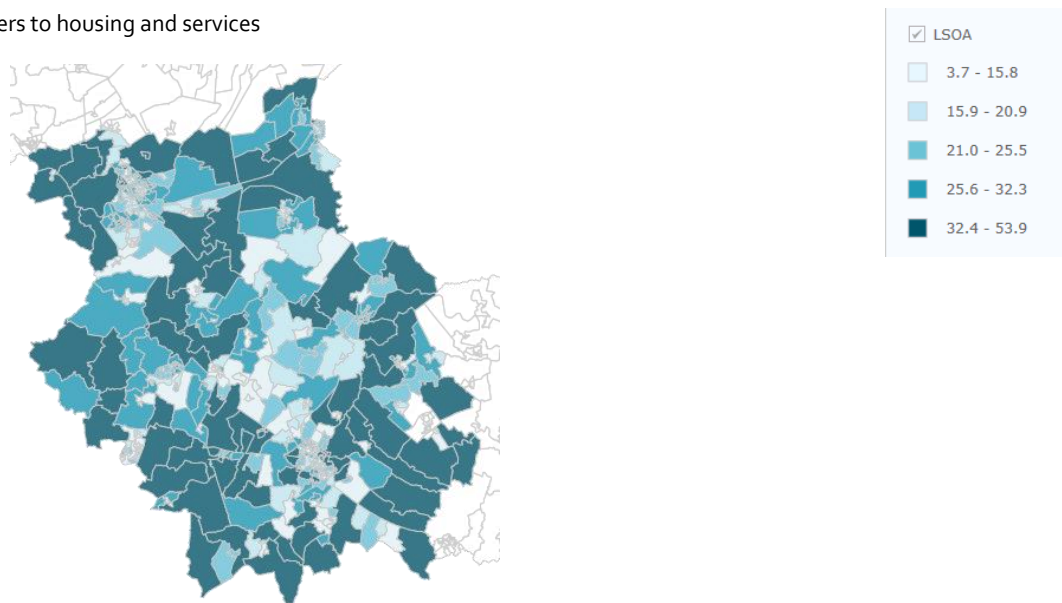 ers to housing and services
LSOA
3.7 - 15.8
15.9 - 20.9
21.0 - 25.5
25.6 - 32.3
32.4 - 53.9